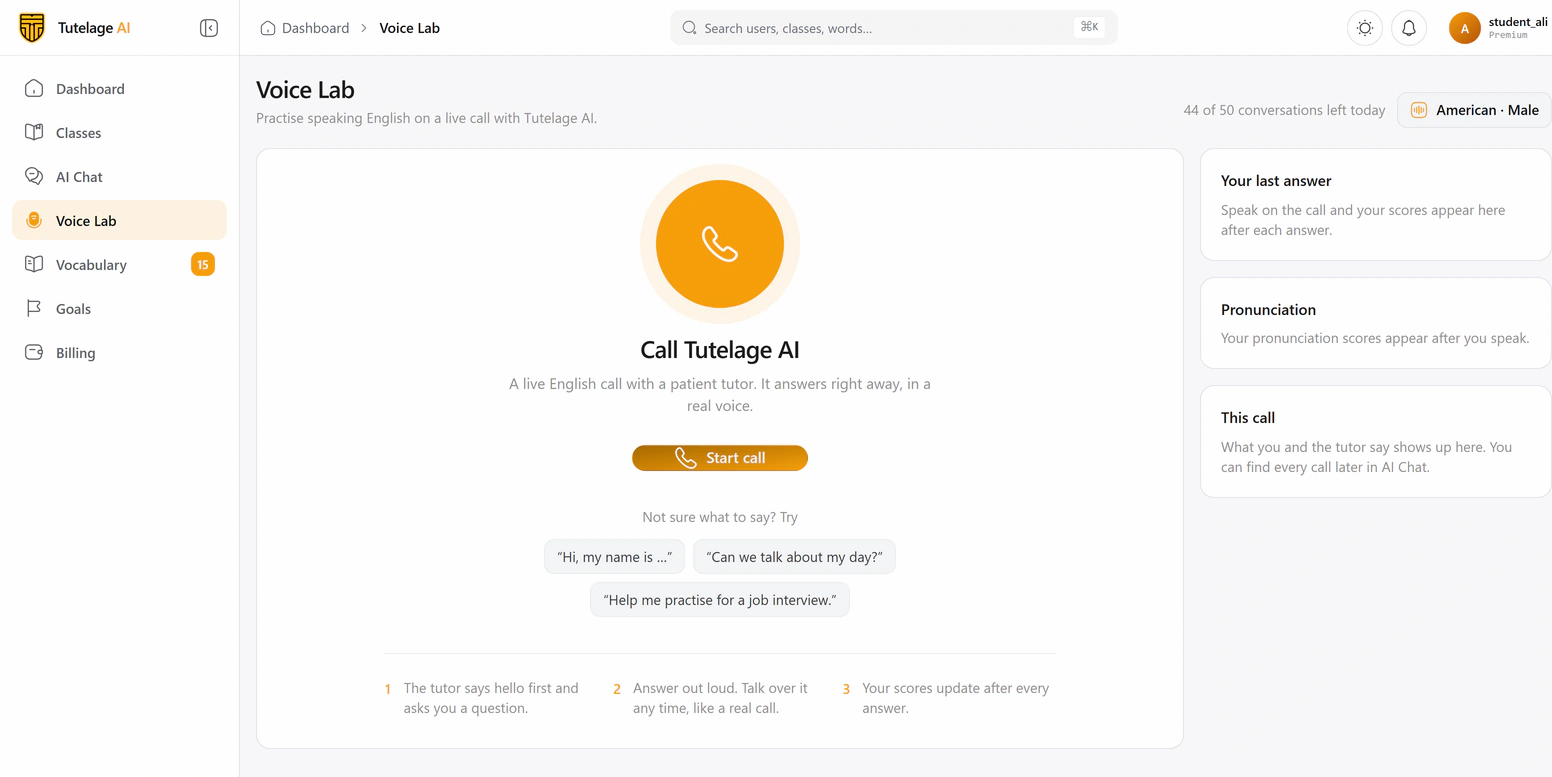 Tutelage AI
Dashboard
Voice Lab
Search users, classes, words...
⌘K
A
student_ali
Premium
Dashboard
Classes
AI Chat
Voice Lab
Vocabulary
15
Goals
Billing
Voice Lab
Practise speaking English on a live call with Tutelage AI.
44 of 50 conversations left today
American · Male
Call Tutelage AI
A live English call with a patient tutor. It answers right away, in a
real voice.
Start call
Not sure what to say? Try
“Hi, my name is ...”
“Can we talk about my day?”
“Help me practise for a job interview.”
1
The tutor says hello first and
asks you a question.
2
Answer out loud. Talk over it
any time, like a real call.
3
Your scores update after every
answer.
Your last answer
Speak on the call and your scores appear here
after each answer.
Pronunciation
Your pronunciation scores appear after you speak.
This call
What you and the tutor say shows up here. You
can find every call later in AI Chat.